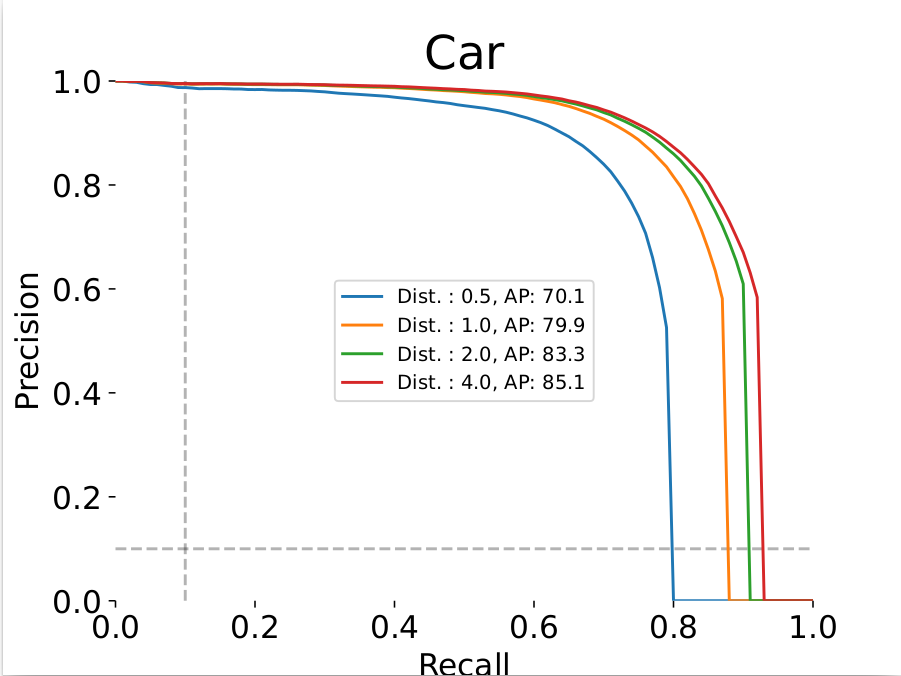 Car
1.0
0.8
0.6
0.4
0.2
0.0
Precision
Dist. : 0.5, AP: 70.1
Dist. : 1.0, AP: 79.9
Dist. : 2.0, AP: 83.3
Dist. : 4.0, AP: 85.1
0.0 0.2 0.4 0.6 0.8 1.0
Recall